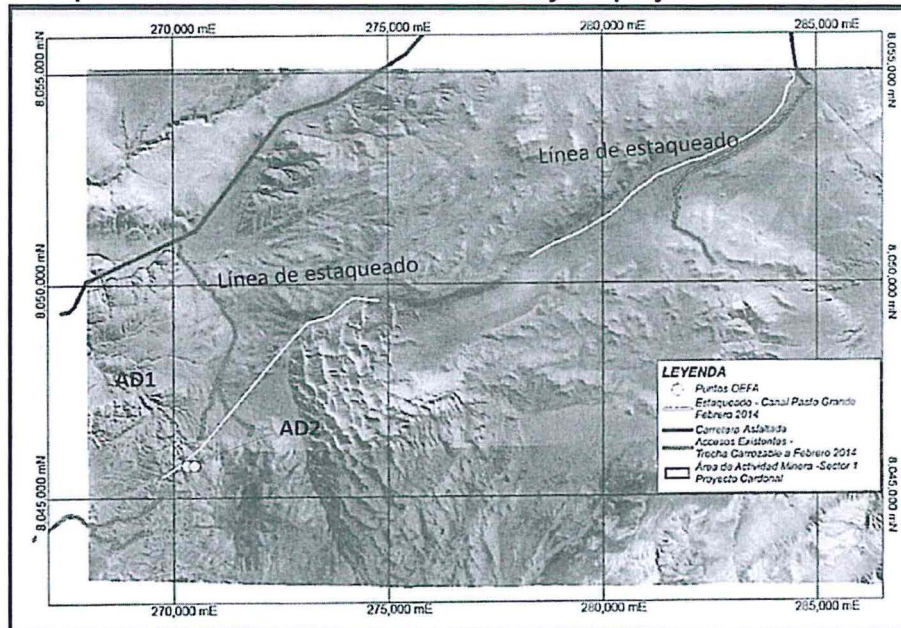 270,000 mE
275,000 mE
280,000 mE
285,000 mE
8.055,000 mN
8.055,000 mN
Línea de estaqueado
Línea de estaqueado
8.050,000 mN
8.050,000 mN
AD1
AD2
LEYENDA
Puntos OEFA
Estaqueado - Canal Pasto Grande
Febrero 2014
Carretera Asfaltada
Accesos Existentes -
Trocha Carrozable a Febrero 2014
Área de Actividad Minera -Sector 1
Proyecto Cardonal
8.045,000 mN
8.045,000 mN
270,000 mE
275,000 mE
280,000 mE
285,000 mE